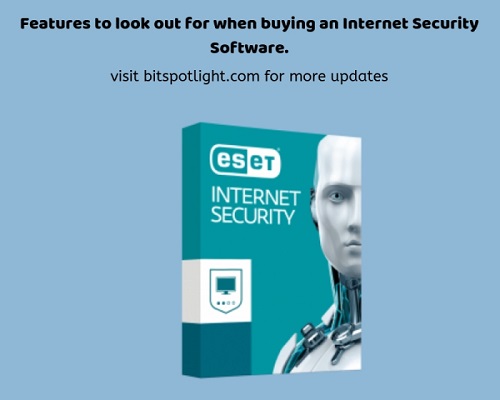 Features to look out for when buying an Internet Security
Software.
visit bitspotlight.com for more updates
eseT
INTERNET
SECURITY